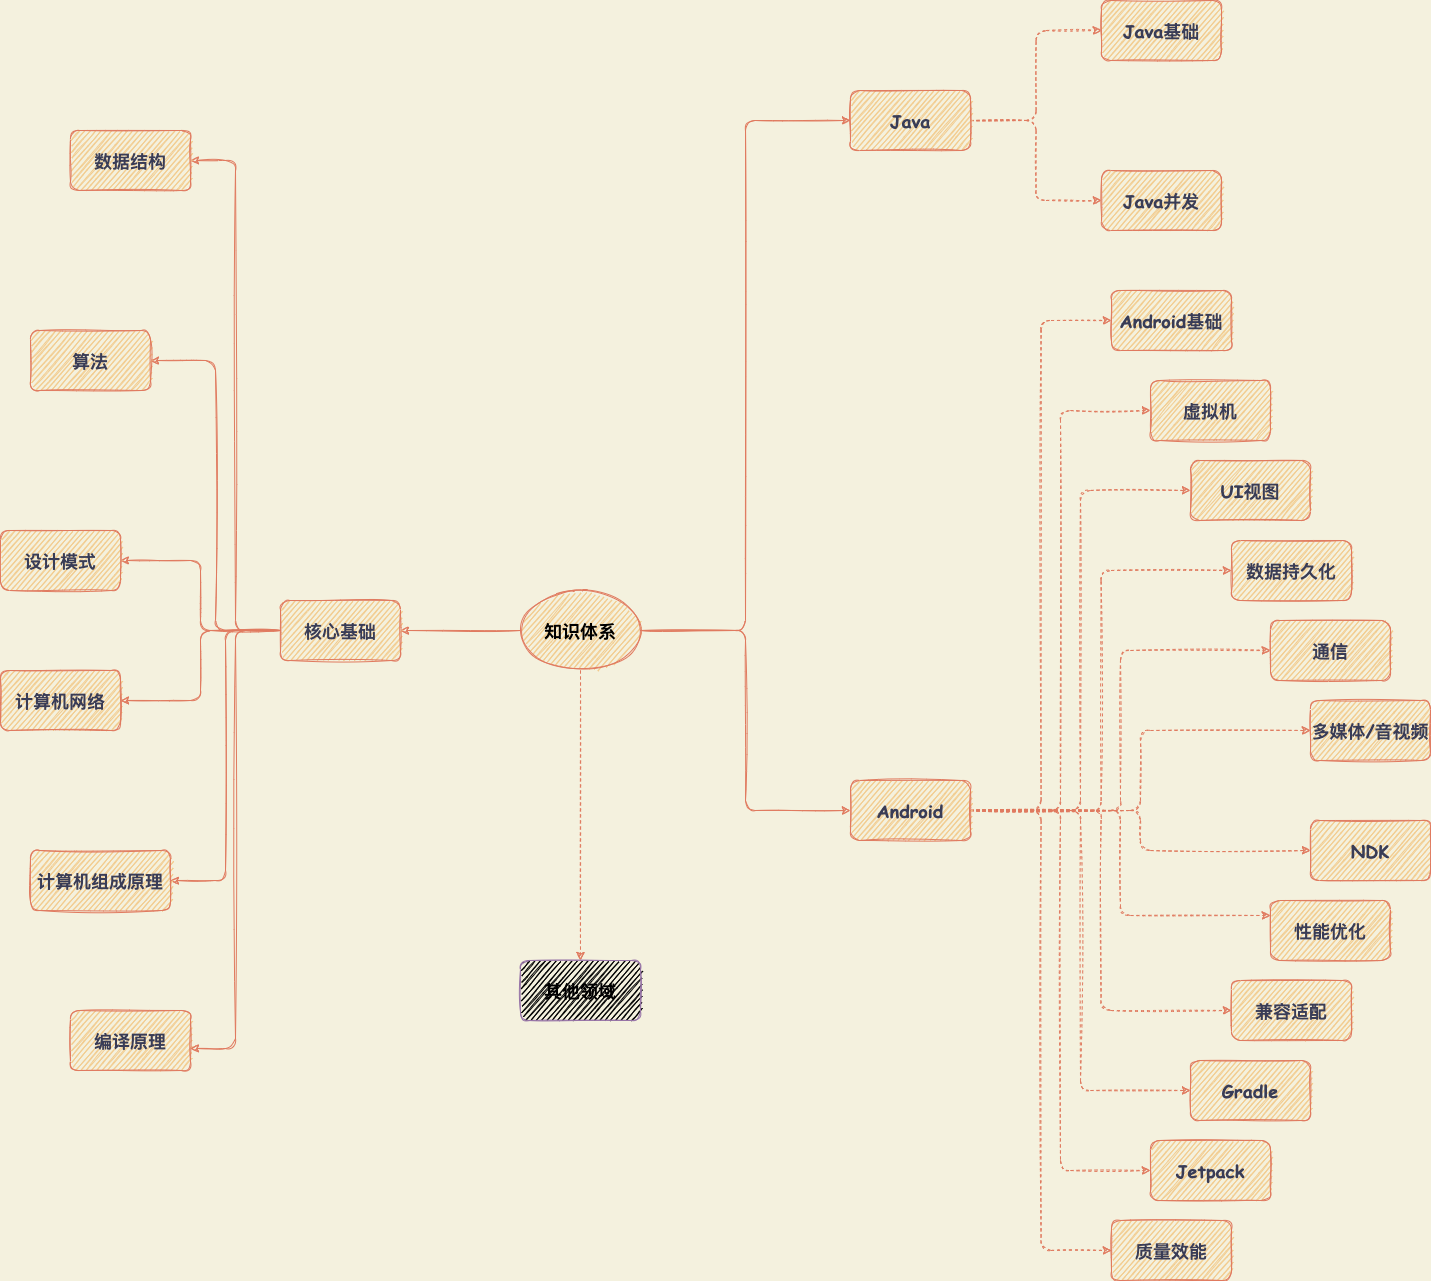 Java基础
Java
数据结构
Java并发
Android基础
算法
虚拟机
UI视图
设计模式
数据持久化
核心基础
知识体系
通信
计算机网络
多媒体/音视频
Android
NDK
计算机组成原理
性能优化
其他领域
兼容适配
编译原理
Gradle
Jetpack
质量效能